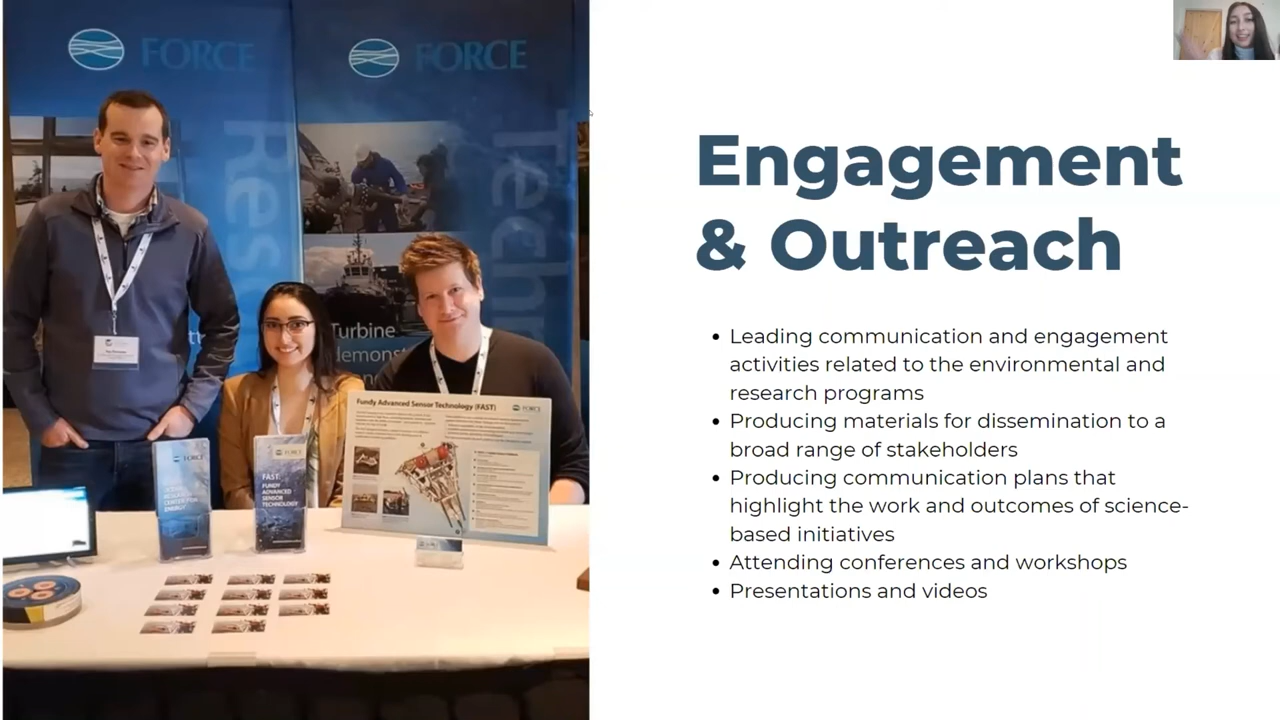 FORCE
FORCE
Turbine
Fundy Advanced Sensor Technology (FAST)
FORCE
FORCE
FAST:
FUNDY
ADVANCED
SENSOR
TECHNOLOGY
Engagement
& Outreach
• Leading communication and engagement
activities related to the environmental and
research programs
• Producing materials for dissemination to a
broad range of stakeholders
• Producing communication plans that
highlight the work and outcomes of science-
based initiatives
• Attending conferences and workshops
• Presentations and videos